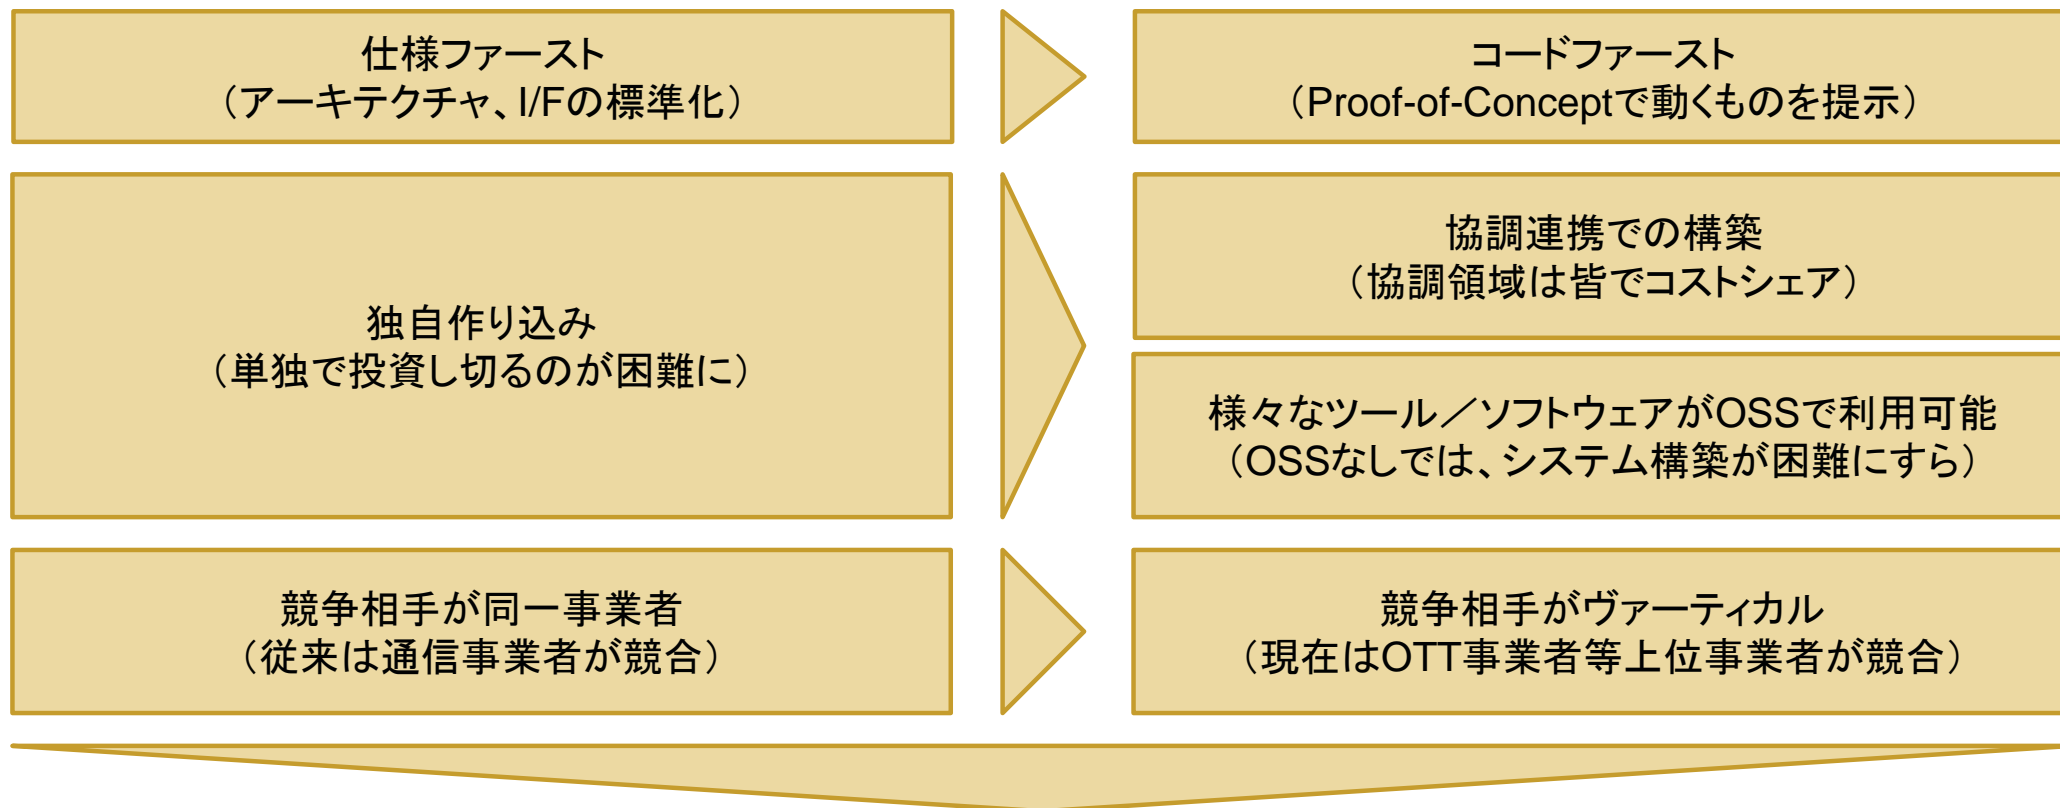 仕様ファースト
（アーキテクチャ、I/Fの標準化）
コードファースト
（Proof-of-Conceptで動くものを提示）
独自作り込み
（単独で投資し切るのが困難に）
協調連携での構築
（協調領域は皆でコストシェア）
様々なツール／ソフトウェアがOSSで利用可能
（OSSなしでは、システム構築が困難にすら）
競争相手が同一事業者
（従来は通信事業者が競合）
競争相手がヴァーティカル
（現在はOTT事業者等上位事業者が競合）